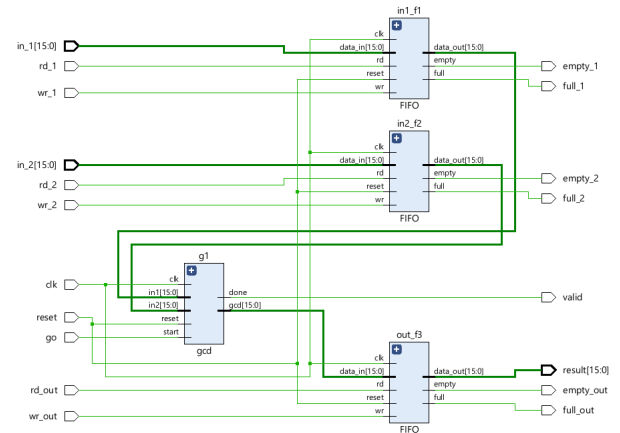 in1_f1
clk
in_1[15:0]
data_in[15:0]
data_out[15:0]
rd_1
rd
empty
empty_1
reset
full
full_1
wr_1
wr
FIFO
in2_f2
clk
in_2[15:0]
data_in[15:0]
data_out[15:0]
rd_2
rd
empty
empty_2
reset
full
full_2
wr_2
wr
FIFO
g1
clk
clk
in1[15:0]
done
valid
in2[15:0]
gcd[15:0]
reset
reset
go
start
gcd
out_f3
clk
data_in[15:0]
data_out[15:0]
result[15:0]
rd_out
rd
empty
empty_out
reset
full
full_out
wr_out
wr
FIFO